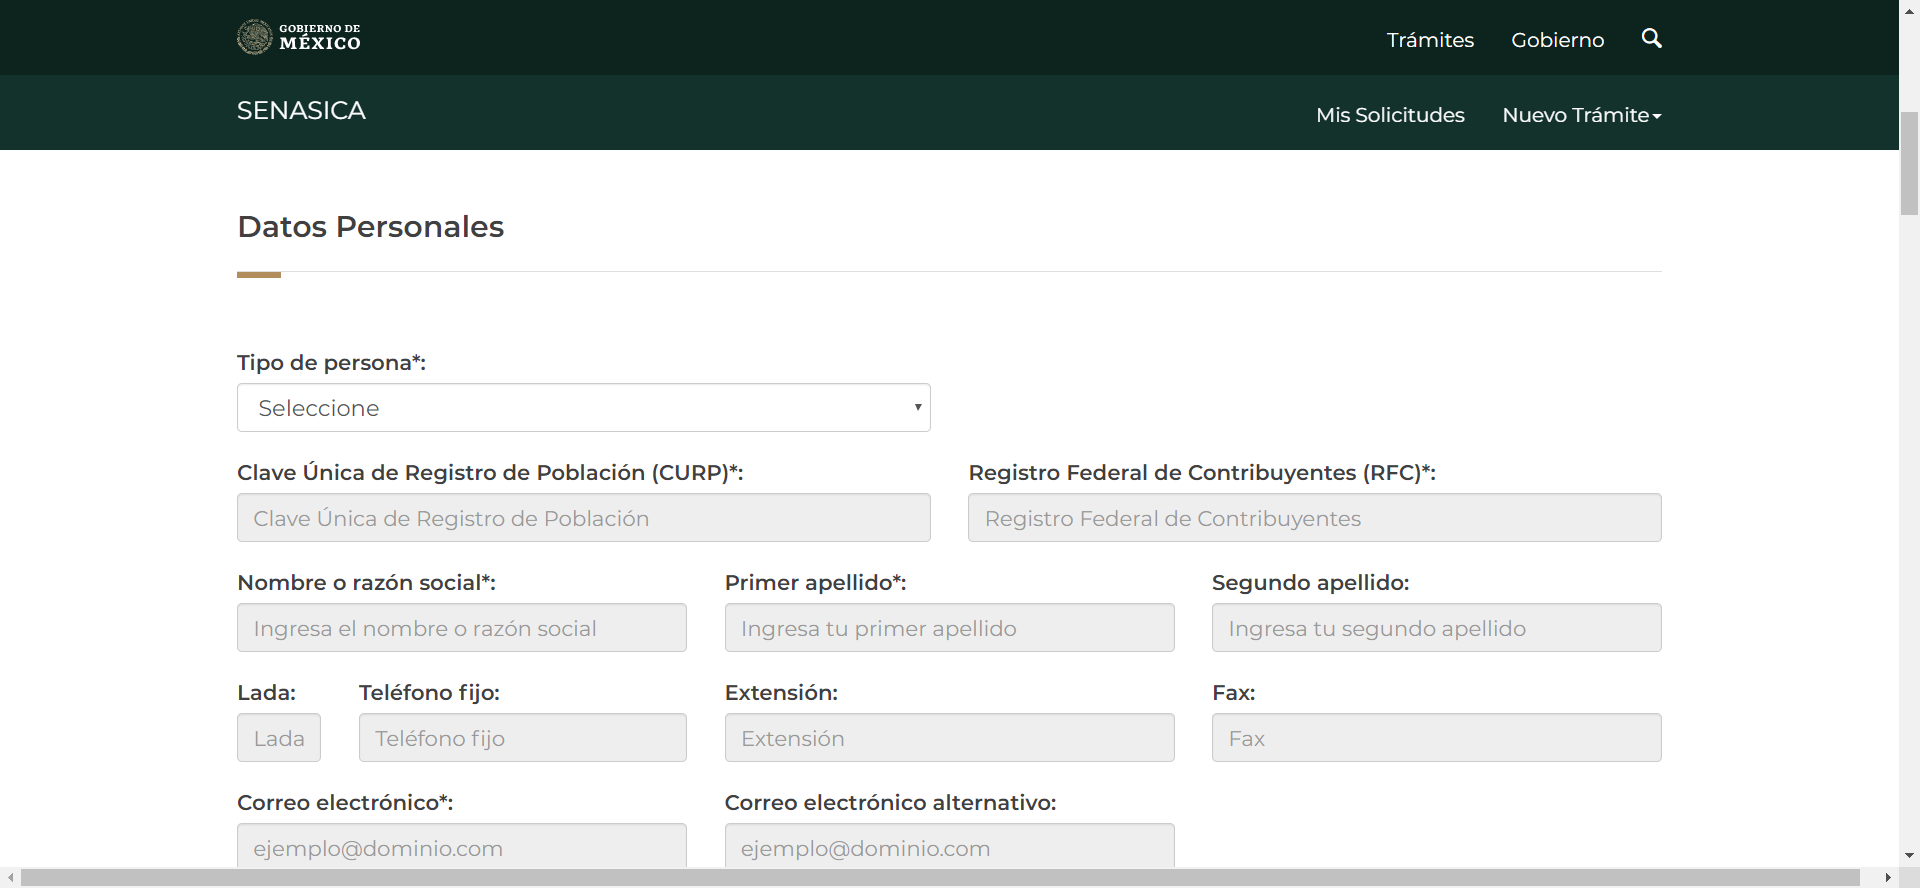 GOBIERNO DE
MÉXICO
Trámites
Gobierno
SENASICA
Mis Solicitudes
Nuevo Trámite
Datos Personales
Tipo de persona*:
Seleccione
Clave Única de Registro de Población (CURP)*:
Registro Federal de Contribuyentes (RFC)*:
Clave Única de Registro de Población
Registro Federal de Contribuyentes
Nombre o razón social*:
Primer apellido*:
Segundo apellido:
Ingresa el nombre o razón social
Ingresa tu primer apellido
Ingresa tu segundo apellido
Lada:
Teléfono fijo:
Extensión:
Fax:
Lada
Teléfono fijo
Extensión
Fax
Correo electrónico*:
Correo electrónico alternativo:
ejemplo@dominio.com
ejemplo@dominio.com